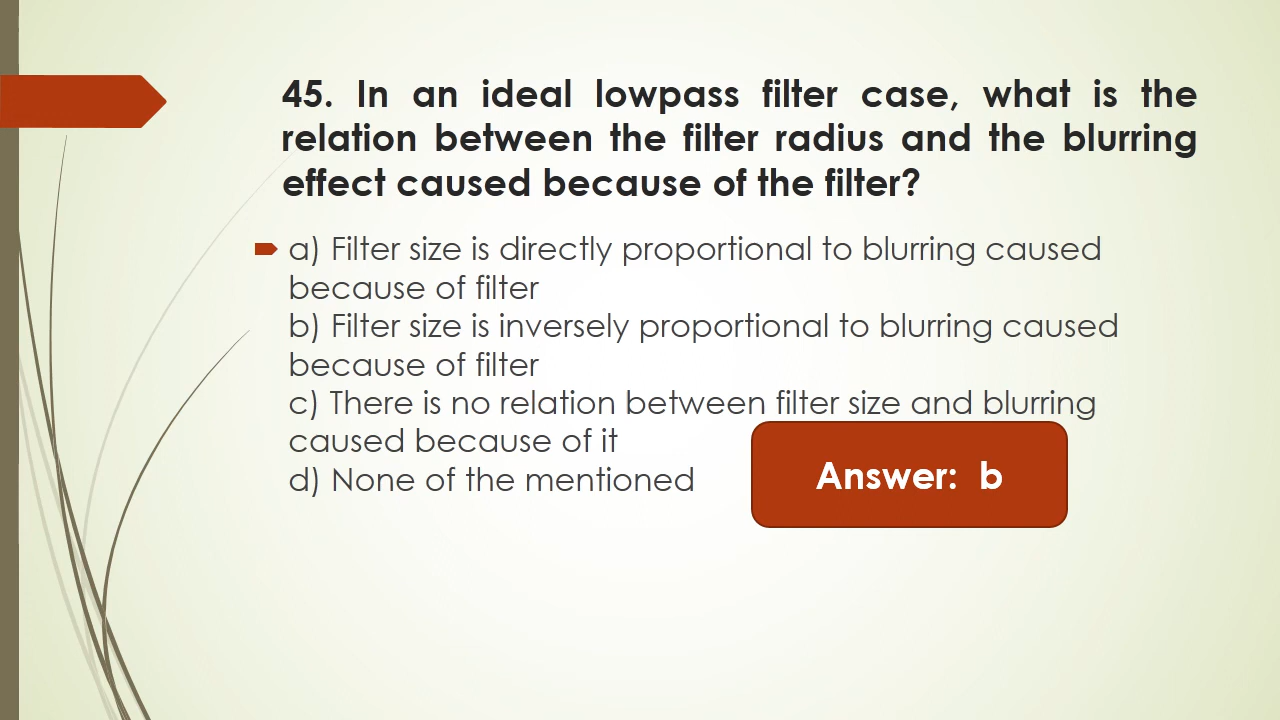 45. In an ideal lowpass filter case, what is the
relation between the filter radius and the blurring
effect caused because of the filter?
a) Filter size is directly proportional to blurring caused
because of filter
b) Filter size is inversely proportional to blurring caused
because of filter
c) There is no relation between filter size and blurring
caused because of it
d) None of the mentioned
Answer: b